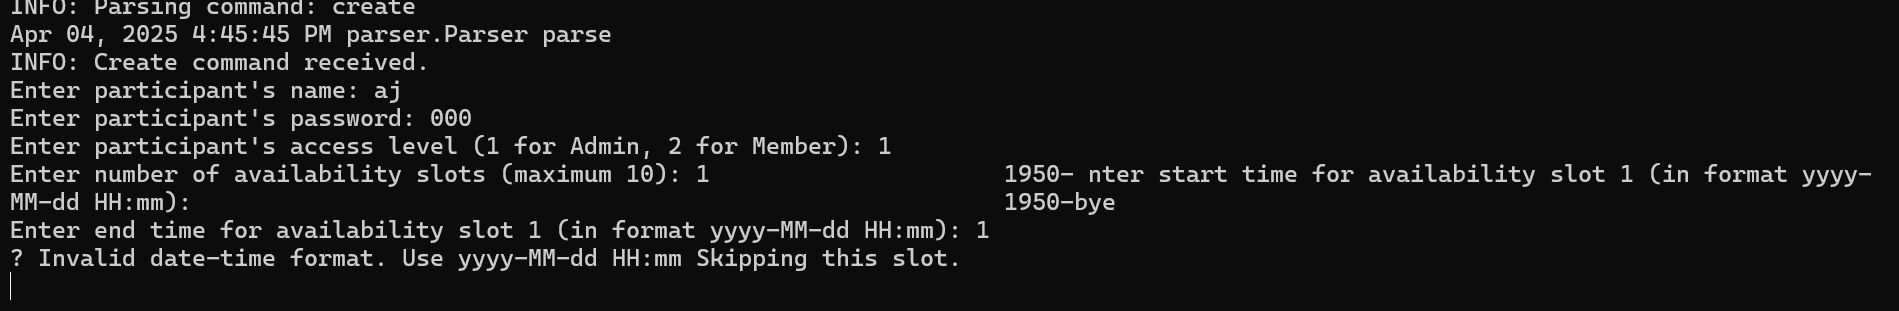 INFO: Parsing command: create
Apr 04, 2025 4:45:45 PM parser.Parser parse
INFO: Create command received.
Enter participant's name: aj
Enter participant's password: 000
Enter participant's access level (1 for Admin, 2 for Member): 1
Enter number of availability slots (maximum 10): 1 1950- nter start time for availability slot 1 (in format yyyy-
MM-dd HH:mm): 1950-bye
Enter end time for availability slot 1 (in format yyyy-MM-dd HH:mm): 1
? Invalid date-time format. Use yyyy-MM-dd HH:mm Skipping this slot.